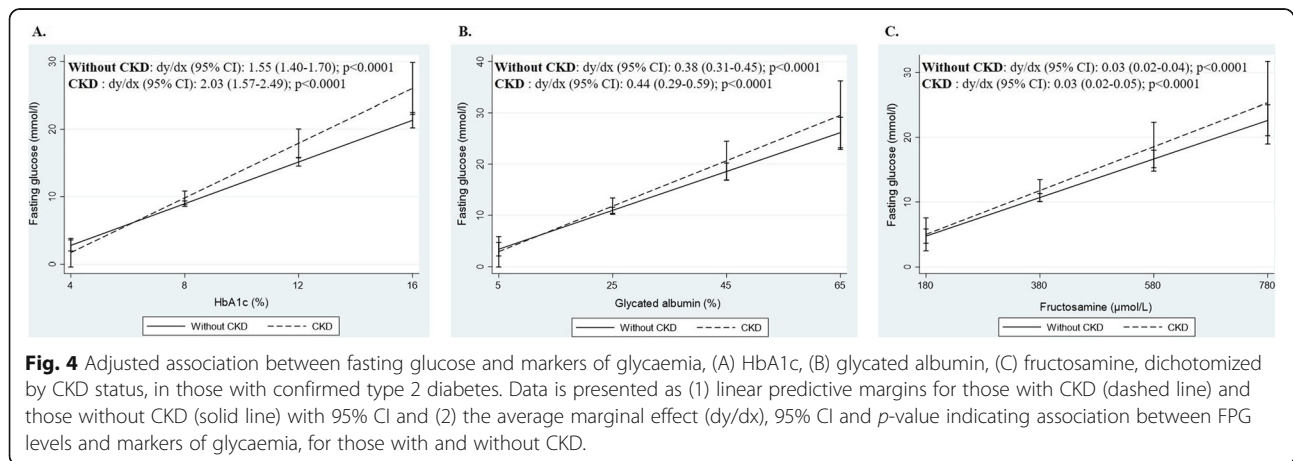 A.
Without CKD: dy/dx (95% CI): 1.55 (1.40-1.70); p<0.0001
CKD : dy/dx (95% CI): 2.03 (1.57-2.49); p<0.0001
Fasting glucose (mmol/l)
30
20
10
0
4 8 12 16
HbA1c (%)
Without CKD CKD
B.
Without CKD: dy/dx (95% CI): 0.38 (0.31-0.45); p<0.0001
CKD : dy/dx (95% CI): 0.44 (0.29-0.59); p<0.0001
Fasting glucose (mmol/l)
40
30
20
10
0
5 25 45 65
Glycated albumin (%)
Without CKD CKD
C.
Without CKD: dy/dx (95% CI): 0.03 (0.02-0.04); p<0.0001
CKD : dy/dx (95% CI): 0.03 (0.02-0.05); p<0.0001
Fasting glucose (mmol/l)
30
20
10
0
180 380 580 780
Fructosamine (µmol/L)
Without CKD CKD
Fig. 4 Adjusted association between fasting glucose and markers of glycaemia, (A) HbA1c, (B) glycated albumin, (C) fructosamine, dichotomized
by CKD status, in those with confirmed type 2 diabetes. Data is presented as (1) linear predictive margins for those with CKD (dashed line) and
those without CKD (solid line) with 95% CI and (2) the average marginal effect (dy/dx), 95% CI and p-value indicating association between FPG
levels and markers of glycaemia, for those with and without CKD.